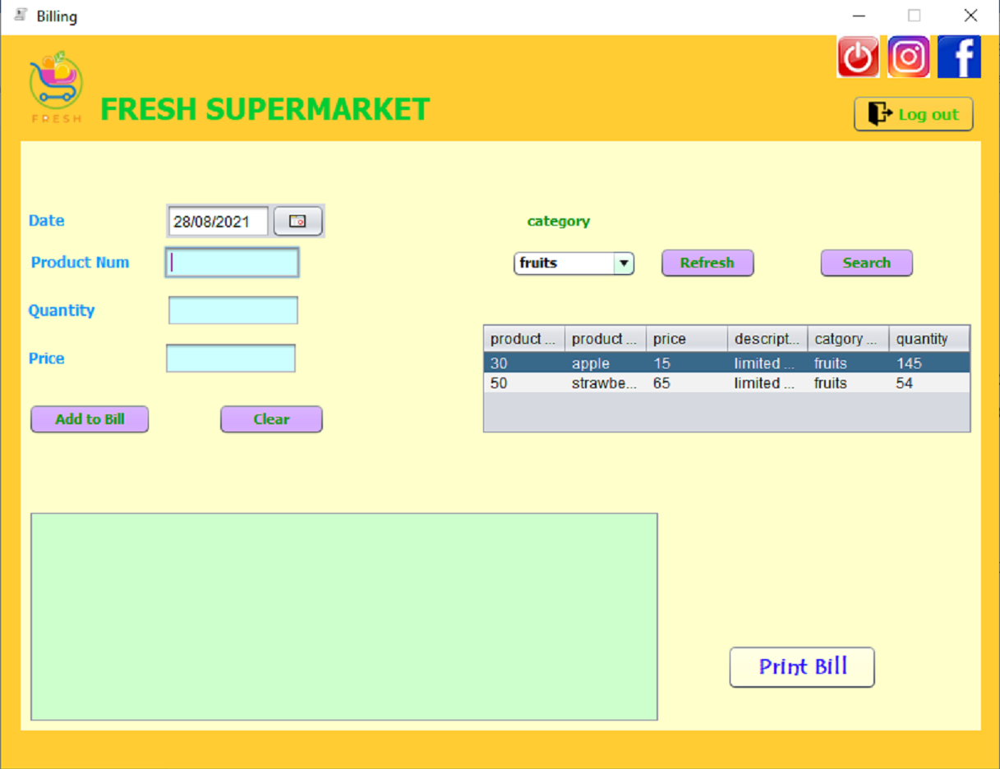 Billing
FRESH
FRESH SUPERMARKET
Log out
Date
28/08/2021
category
Product Num
fruits
Refresh
Search
Quantity
product ... product ... price descript... catgory ... quantity
Price
30 apple 15 limited ... fruits 145
50 strawbe... 65 limited ... fruits 54
Add to Bill
Clear
Print Bill